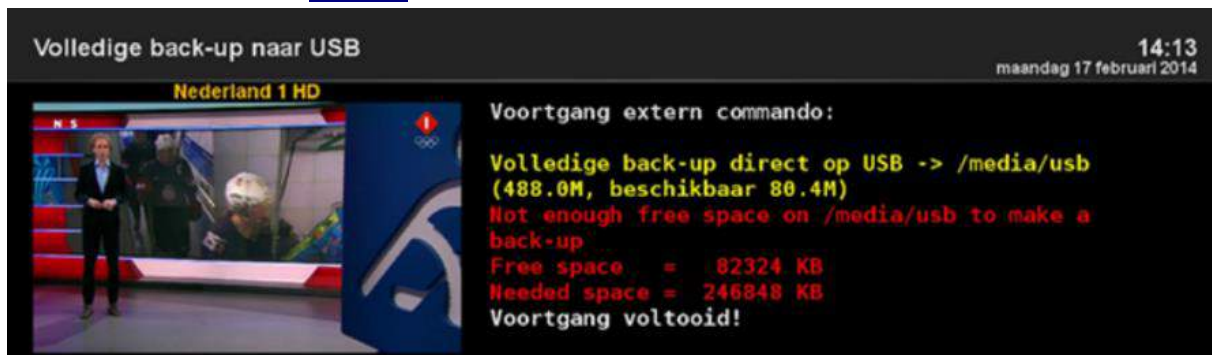 Volledige back-up naar USB
14:13
maandag 17 februari 2014
Nederland 1 HD
Voortgang extern commando:
Volledige back-up direct op USB -> /media/usb
(488.0M, beschikbaar 80.4M)
Not enough free space on /media/usb to make a
back-up
Free space = 82324 KB
Needed space = 246848 KB
Voortgang voltooid!